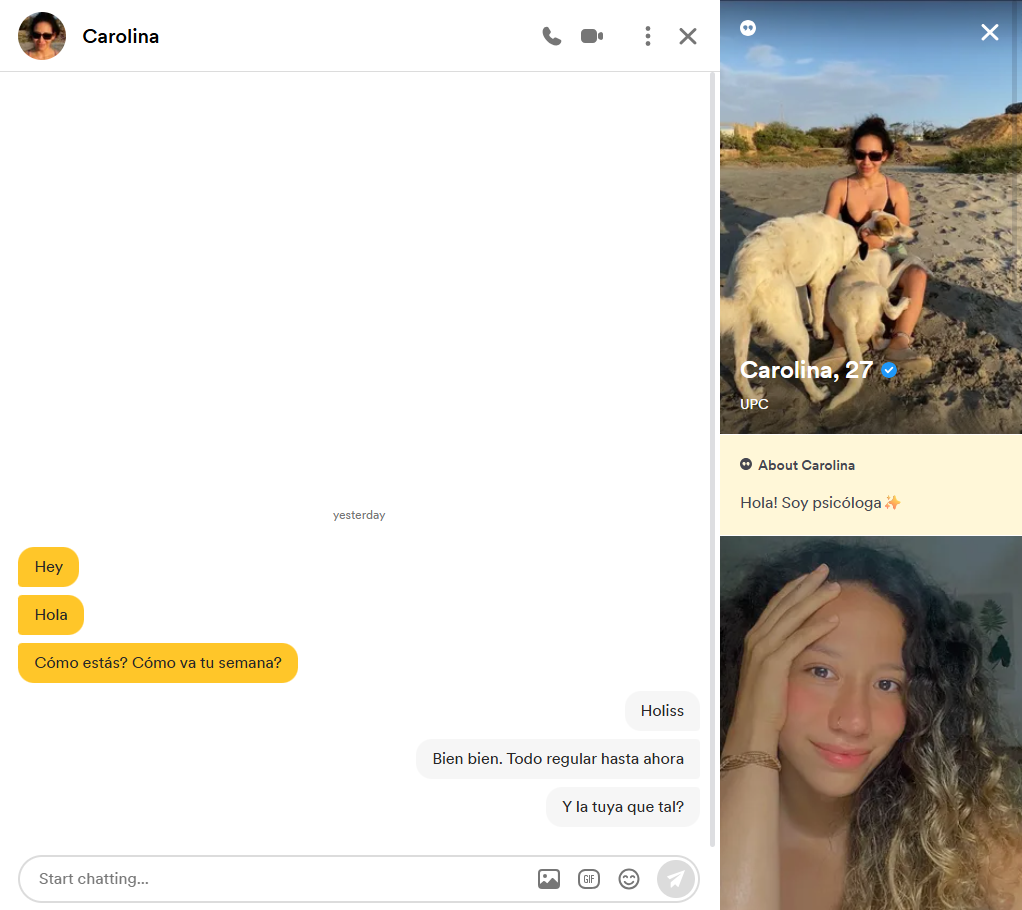 Carolina
yesterday
Hey
Hola
Cómo estás? Cómo va tu semana?
Holiss
Bien bien. Todo regular hasta ahora
Y la tuya que tal?
Start chatting...
GIF
Carolina, 27
UPC
About Carolina
Hola! Soy psicóloga✨